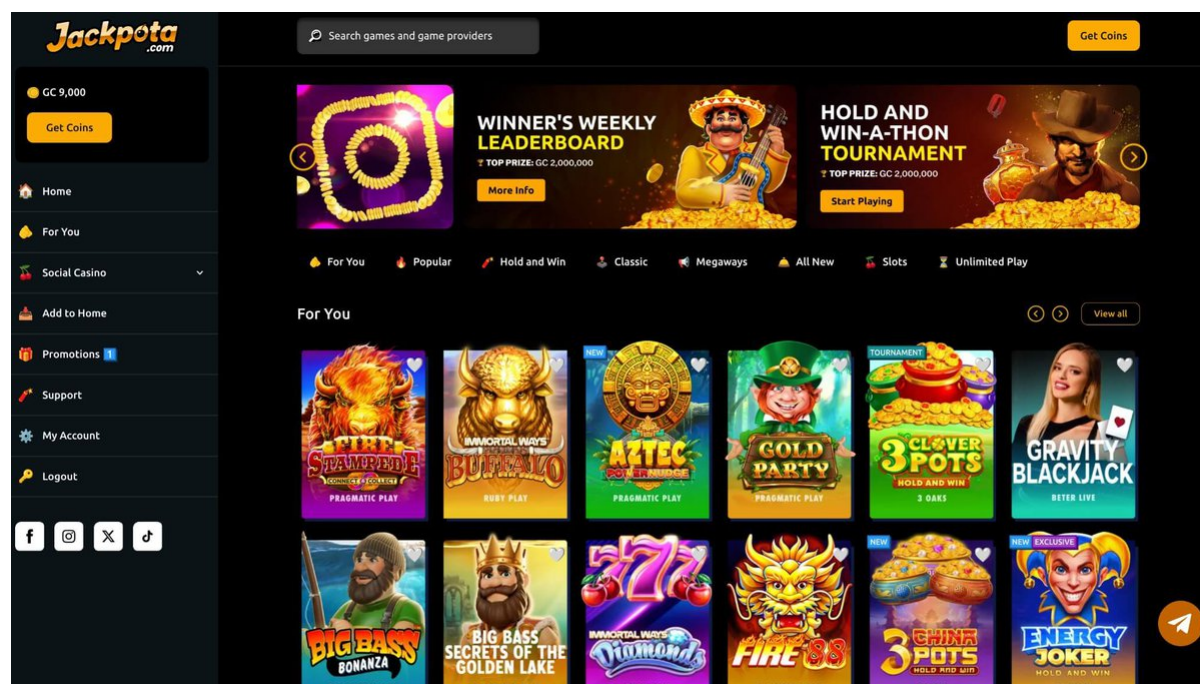 Jackpota
.com
GC 9,000
Get Coins
Home
For You
Social Casino
Add to Home
Promotions 1
Support
My Account
Logout
Search games and game providers
Get Coins
WINNER'S WEEKLY
LEADERBOARD
TOP PRIZE: GC 2,000,000
More Info
HOLD AND
WIN-A-THON
TOURNAMENT
TOP PRIZE: GC 2,000,000
Start Playing
For You Popular Hold and Win Classic Megaways All New Slots Unlimited Play
For You
View all
FIRE
STAMPEDE
CONNECT & COLLECT
PRAGMATIC PLAY
IMMORTAL WAYS
BUFFALO
RUBY PLAY
NEW
AZTEC
POWERNUDGE
PRAGMATIC PLAY
GOLD
PARTY
PRAGMATIC PLAY
TOURNAMENT
3 CLOVER
POTS
HOLD AND WIN
3 OAKS
GRAVITY
BLACKJACK
BETER LIVE
BIG BASS
BONANZA
BIG BASS
SECRETS OF THE
GOLDEN LAKE
777
IMMORTAL WAYS
Diamonds
FIRE 88
NEW
3 CHINA
POTS
HOLD AND WIN
NEW EXCLUSIVE
ENERGY
JOKER
HOLD AND WIN